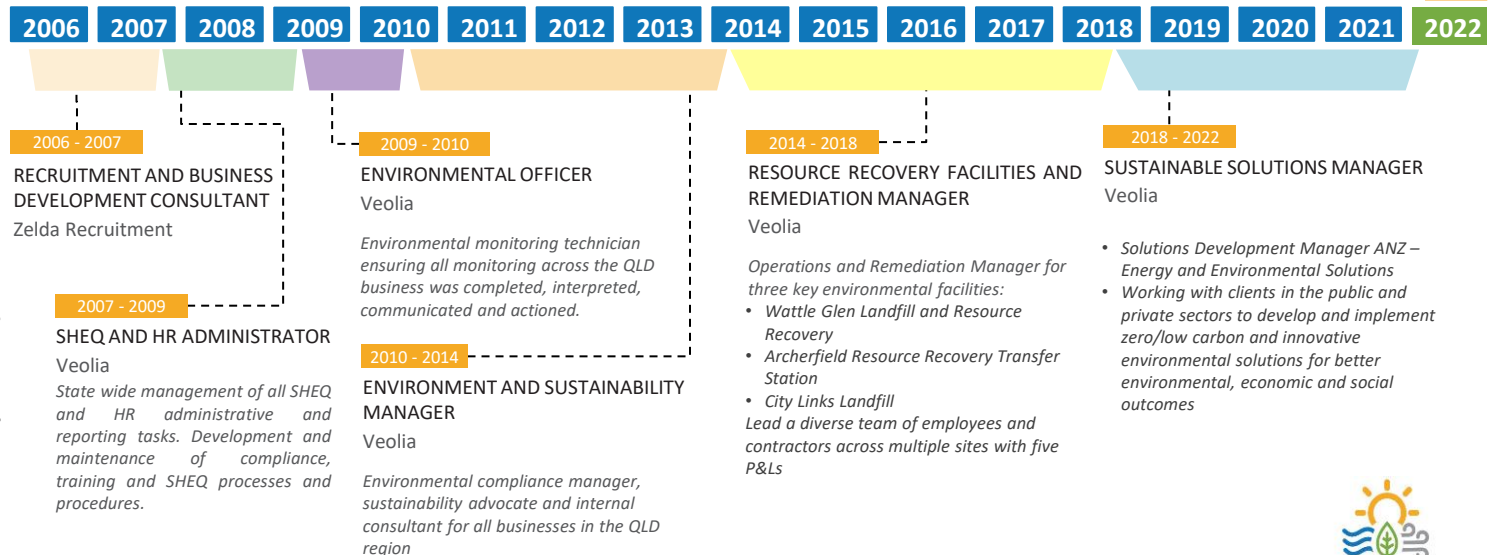 2006 2007 2008 2009 2010 2011 2012 2013 2014 2015 2016 2017 2018 2019 2020 2021 2022
2006 - 2007
RECRUITMENT AND BUSINESS
DEVELOPMENT CONSULTANT
Zelda Recruitment
2007 - 2009
SHEQ AND HR ADMINISTRATOR
Veolia
State wide management of all SHEQ
and HR administrative and
reporting tasks. Development and
maintenance of compliance,
training and SHEQ processes and
procedures.
2009 - 2010
ENVIRONMENTAL OFFICER
Veolia
Environmental monitoring technician
ensuring all monitoring across the QLD
business was completed, interpreted,
communicated and actioned.
2010 - 2014
ENVIRONMENT AND SUSTAINABILITY
MANAGER
Veolia
Environmental compliance manager,
sustainability advocate and internal
consultant for all businesses in the QLD
region
2014 - 2018
RESOURCE RECOVERY FACILITIES AND
REMEDIATION MANAGER
Veolia
Operations and Remediation Manager for
three key environmental facilities:
• Wattle Glen Landfill and Resource
Recovery
• Archerfield Resource Recovery Transfer
Station
• City Links Landfill
Lead a diverse team of employees and
contractors across multiple sites with five
P&Ls
2018 - 2022
SUSTAINABLE SOLUTIONS MANAGER
Veolia
• Solutions Development Manager ANZ –
Energy and Environmental Solutions
• Working with clients in the public and
private sectors to develop and implement
zero/low carbon and innovative
environmental solutions for better
environmental, economic and social
outcomes